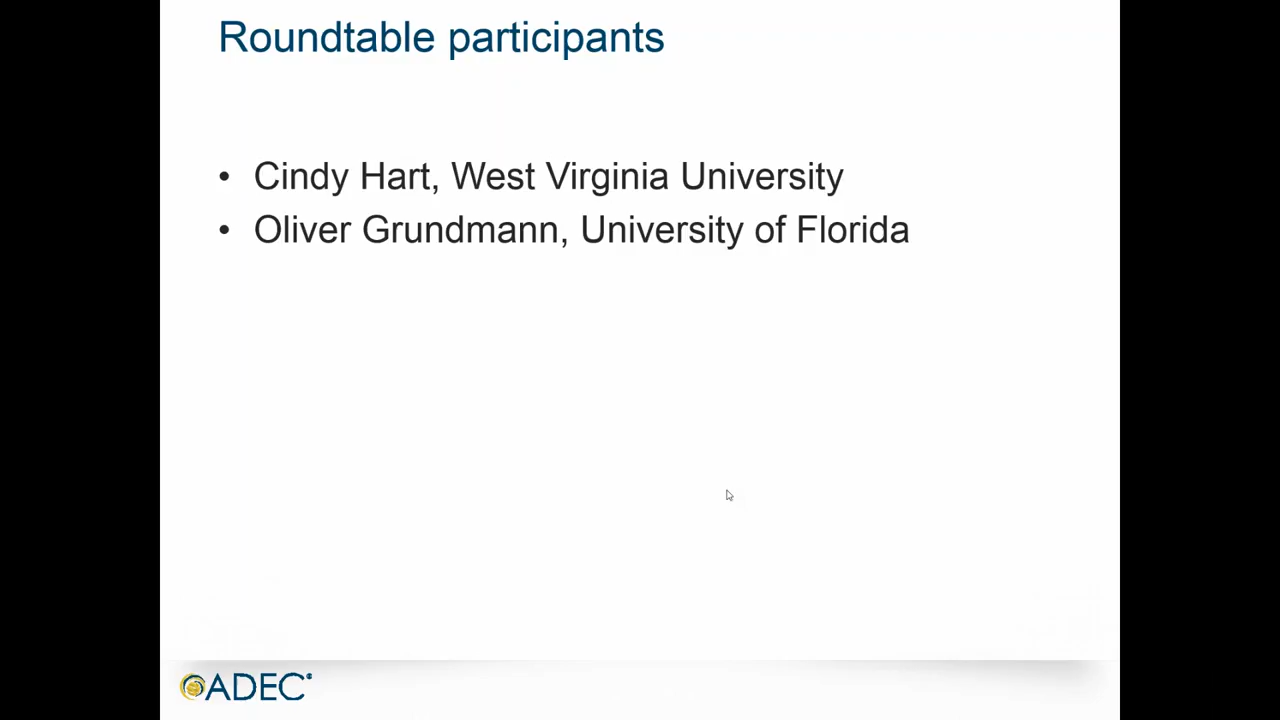 Roundtable participants
• Cindy Hart, West Virginia University
• Oliver Grundmann, University of Florida
ADEC